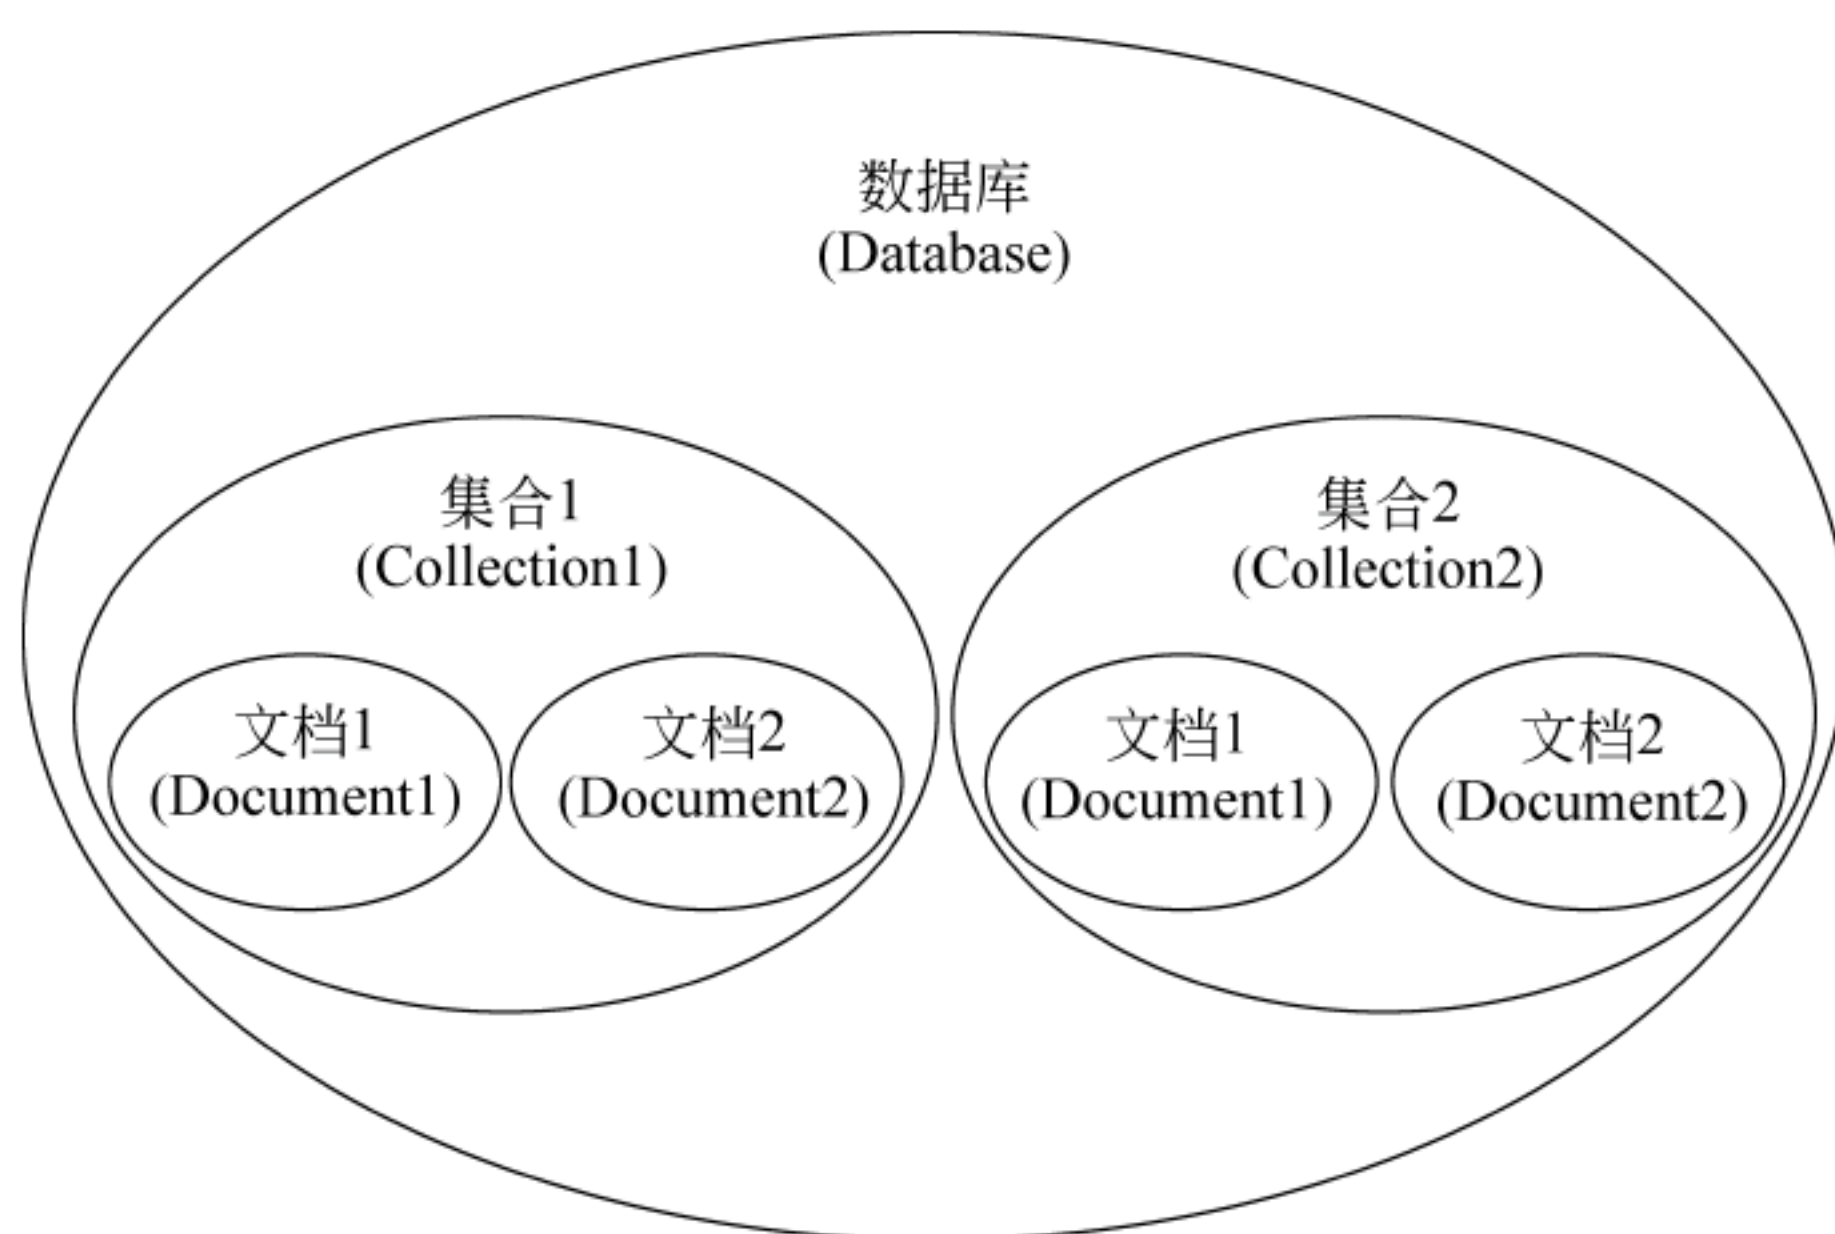 数据库
(Database)
集合1
(Collection1)
集合2
(Collection2)
文档1
(Document1)
文档2
(Document2)
文档1
(Document1)
文档2
(Document2)